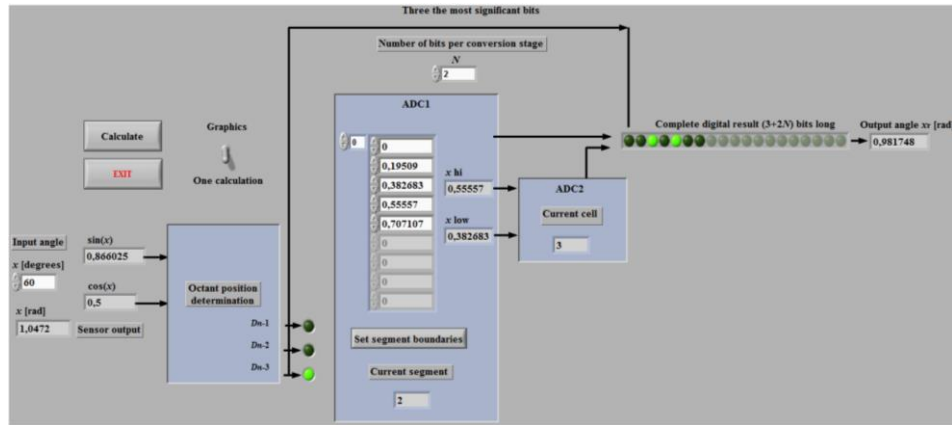 Three the most significant bits
Number of bits per conversion stage
N
2
ADC1
Calculate
Graphics
EXIT
One calculation
0
0
0,19509
0,382683
0,55557
0,707107
0
0
0
0
x hi
0,55557
x low
0,382683
Complete digital result (3+2N) bits long
Output angle xr [rad]
0,981748
ADC2
Current cell
3
Input angle
x [degrees]
60
x [rad]
1,0472
sin(x)
0,866025
cos(x)
0,5
Sensor output
Octant position
determination
Dn-1
Dn-2
Dn-3
Set segment boundaries
Current segment
2